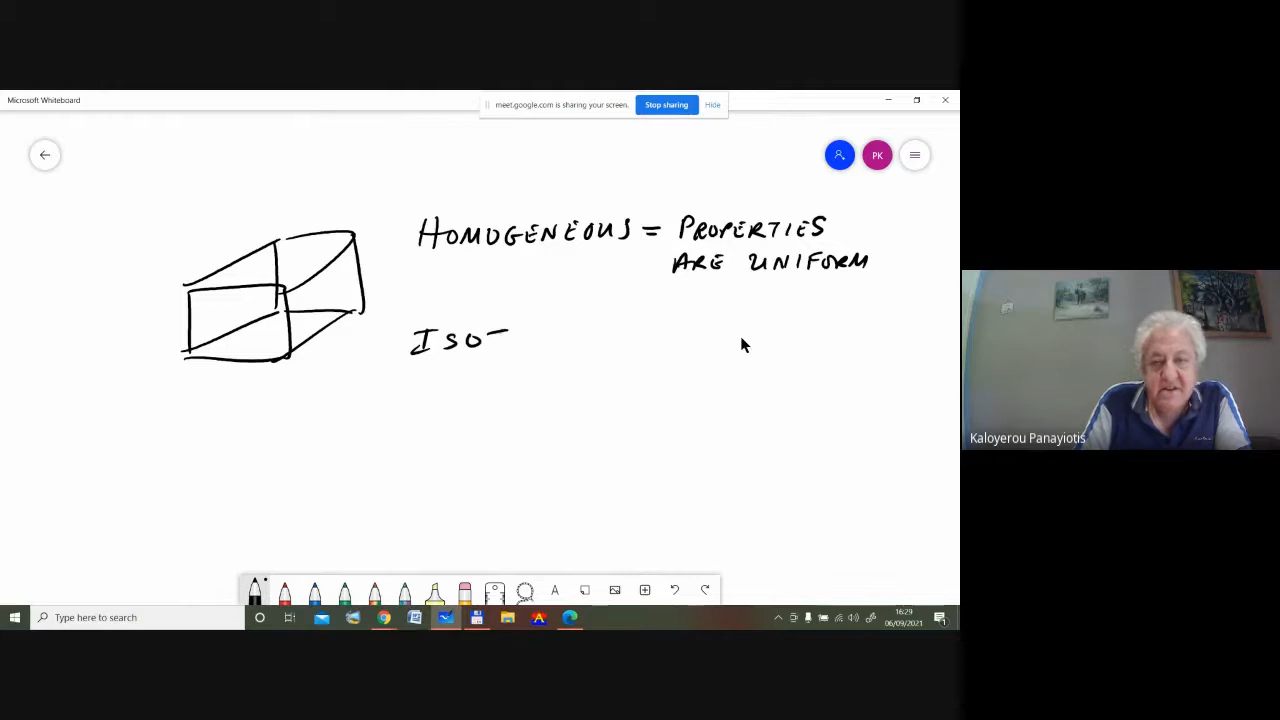 Microsoft Whiteboard
meet.google.com is sharing your screen.
Stop sharing
Hide
PK
HOMOGENEOUS = PROPERTIES
ARE UNIFORM
ISO
Kaloyerou Panayiotis
A
Type here to search
16:29
06/09/2021